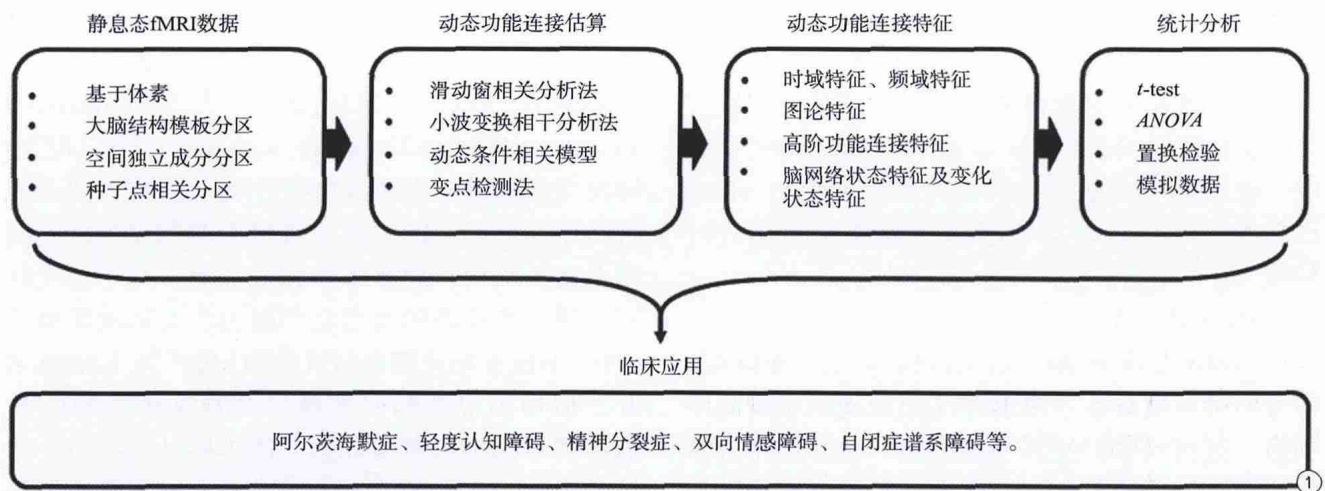 静息态fMRI数据
• 基于体素
• 大脑结构模板分区
• 空间独立成分分区
• 种子点相关分区
动态功能连接估算
• 滑动窗相关分析法
• 小波变换相干分析法
• 动态条件相关模型
• 变点检测法
动态功能连接特征
• 时域特征、频域特征
• 图论特征
• 高阶功能连接特征
• 脑网络状态特征及变化
状态特征
统计分析
• t-test
• ANOVA
• 置换检验
• 模拟数据
临床应用
阿尔茨海默症、轻度认知障碍、精神分裂症、双向情感障碍、自闭症谱系障碍等。
1